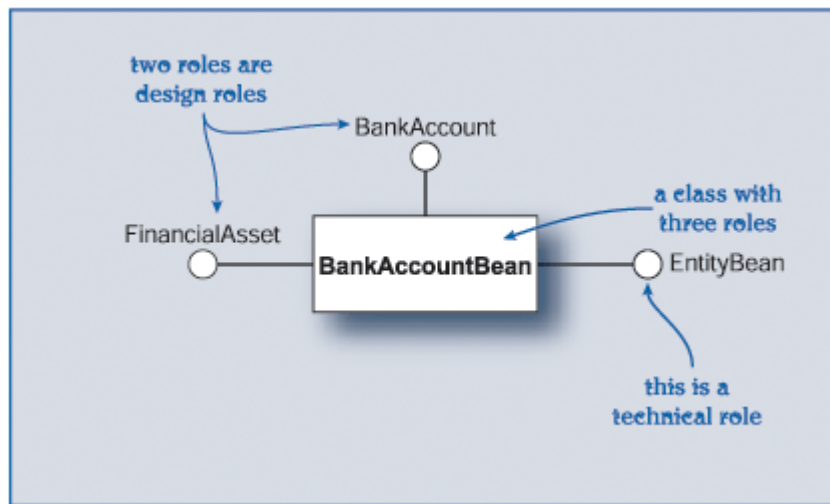 two roles are
design roles
BankAccount
a class with
three roles
FinancialAsset
BankAccountBean
EntityBean
this is a
technical role